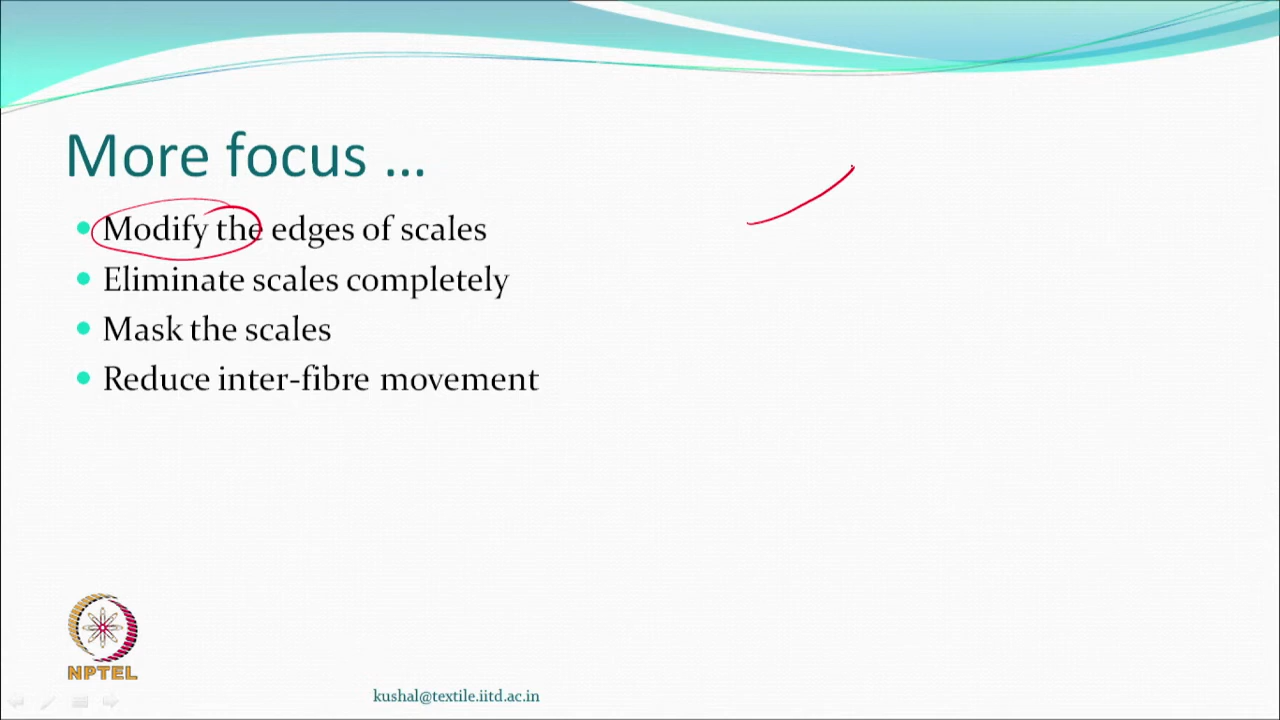 More focus ...
Modify the edges of scales
Eliminate scales completely
Mask the scales
Reduce inter-fibre movement
NPTEL
kushal@textile.iitd.ac.in